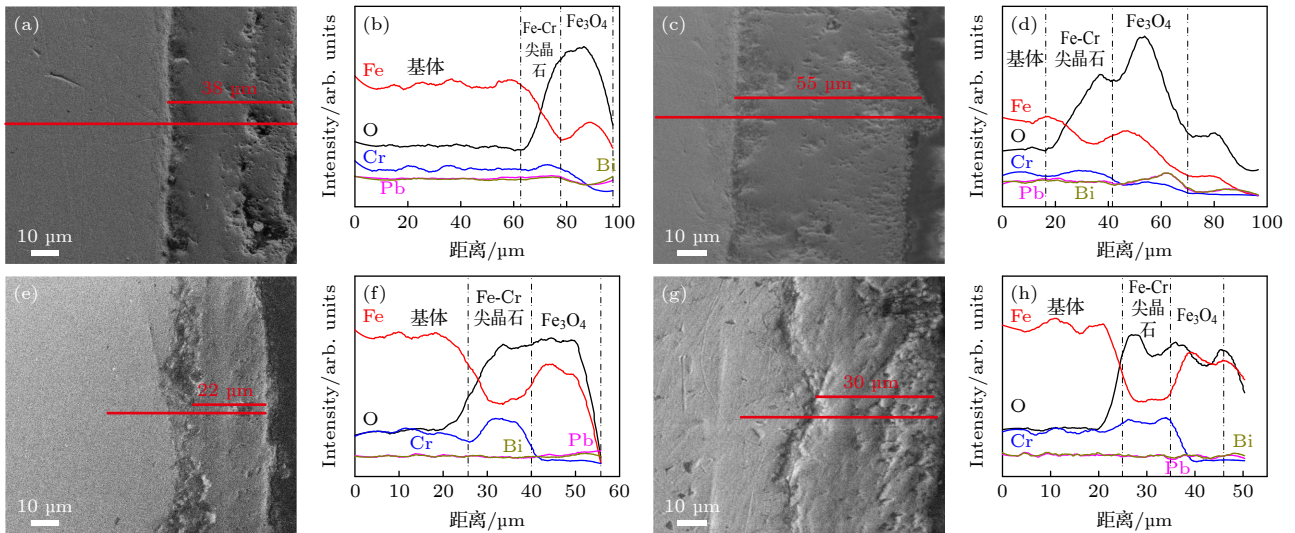 (a)
38 μm
10 μm
(b)
Intensity/arb. units
Fe-Cr
尖晶
石
Fe₃O₄
基体
Fe
O
Cr
Pb
Bi
0 20 40 60 80 100
距离/μm
(c)
55 μm
10 μm
(d)
Intensity/arb. units
基体
Fe-Cr
尖晶石
Fe₃O₄
Fe
O
Cr
Pb
Bi
0 20 40 60 80 100
距离/μm
(e)
22 μm
10 μm
(f)
Intensity/arb. units
Fe
基体
Fe-Cr
尖晶石
Fe₃O₄
O
Cr
Bi
Pb
0 10 20 30 40 50 60
距离/μm
(g)
30 μm
10 μm
(h)
Intensity/arb. units
Fe
基体
Fe-Cr
尖晶
石
Fe₃O₄
O
Cr
Pb
Bi
0 10 20 30 40 50
距离/μm